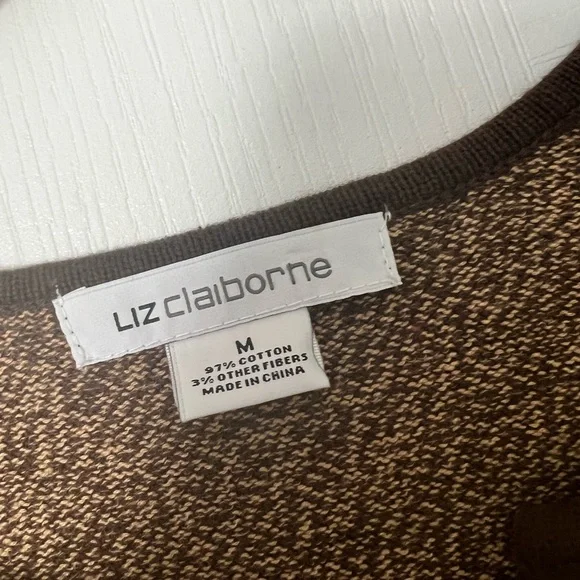 LIZ claiborne
M
97% COTTON
3% OTHER FIBERS
MADE IN CHINA